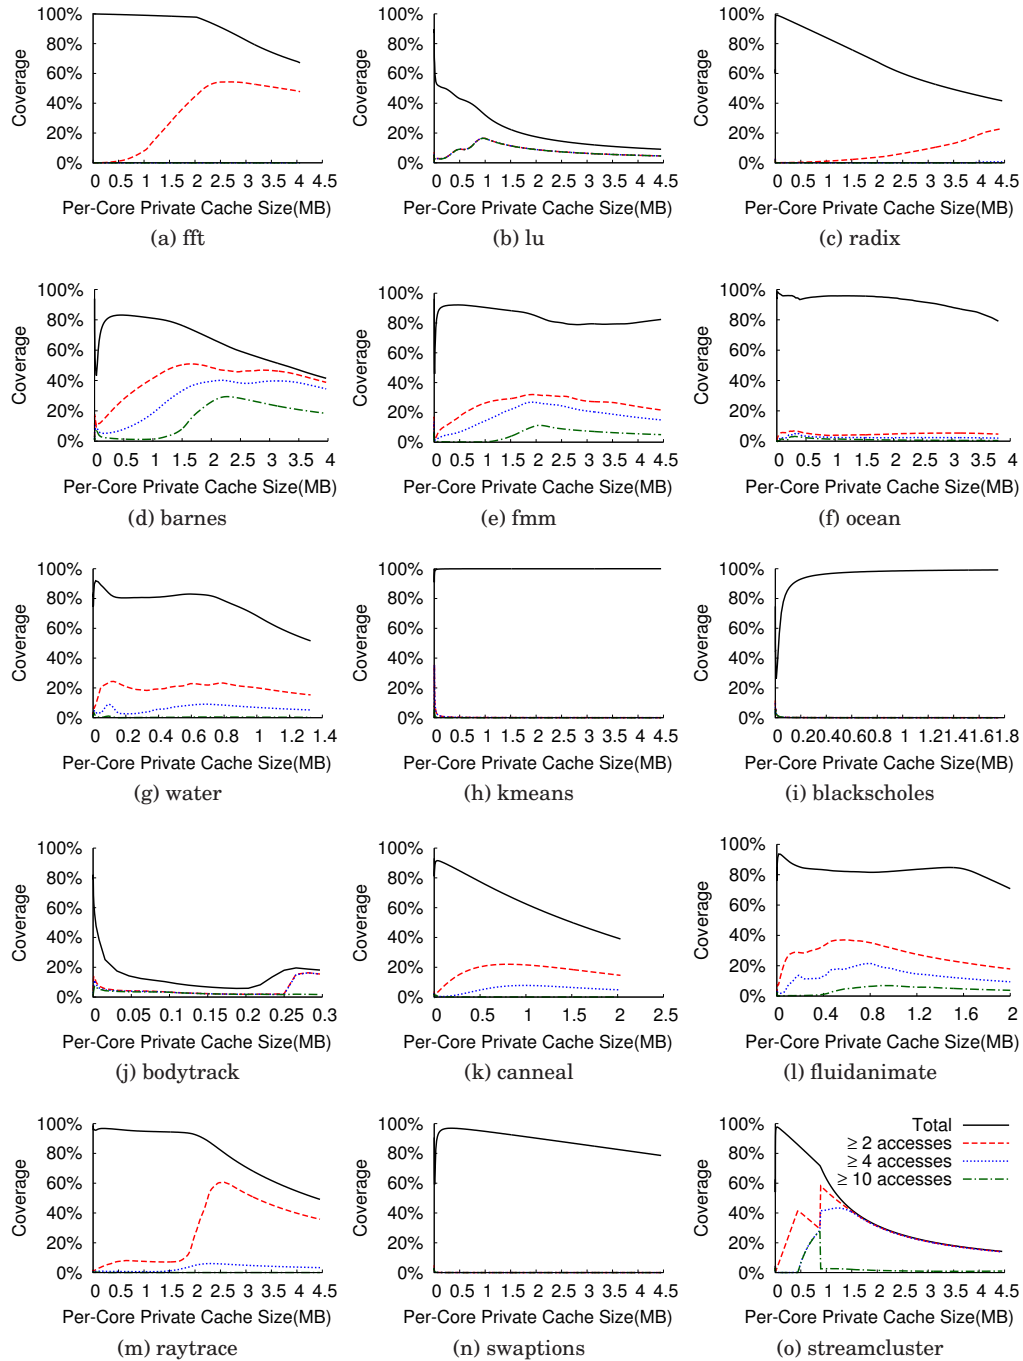 100%
80%
60%
40%
20%
0%
Coverage
0 0.5 1 1.5 2 2.5 3 3.5 4 4.5
Per-Core Private Cache Size(MB)
(a) fft
100%
80%
60%
40%
20%
0%
Coverage
0 0.5 1 1.5 2 2.5 3 3.5 4 4.5
Per-Core Private Cache Size(MB)
(b) lu
100%
80%
60%
40%
20%
0%
Coverage
0 0.5 1 1.5 2 2.5 3 3.5 4 4.5
Per-Core Private Cache Size(MB)
(c) radix
100%
80%
60%
40%
20%
0%
Coverage
0 0.5 1 1.5 2 2.5 3 3.5 4
Per-Core Private Cache Size(MB)
(d) barnes
100%
80%
60%
40%
20%
0%
Coverage
0 0.5 1 1.5 2 2.5 3 3.5 4 4.5
Per-Core Private Cache Size(MB)
(e) fmm
100%
80%
60%
40%
20%
0%
Coverage
0 0.5 1 1.5 2 2.5 3 3.5 4
Per-Core Private Cache Size(MB)
(f) ocean
100%
80%
60%
40%
20%
0%
Coverage
0 0.2 0.4 0.6 0.8 1 1.2 1.4
Per-Core Private Cache Size(MB)
(g) water
100%
80%
60%
40%
20%
0%
Coverage
0 0.5 1 1.5 2 2.5 3 3.5 4 4.5
Per-Core Private Cache Size(MB)
(h) kmeans
100%
80%
60%
40%
20%
0%
Coverage
0 0.2 0.4 0.6 0.8 1 1.2 1.4 1.6 1.8
Per-Core Private Cache Size(MB)
(i) blackscholes
100%
80%
60%
40%
20%
0%
Coverage
0 0.05 0.1 0.15 0.2 0.25 0.3
Per-Core Private Cache Size(MB)
(j) bodytrack
100%
80%
60%
40%
20%
0%
Coverage
0 0.5 1 1.5 2 2.5
Per-Core Private Cache Size(MB)
(k) canneal
100%
80%
60%
40%
20%
0%
Coverage
0 0.4 0.8 1.2 1.6 2
Per-Core Private Cache Size(MB)
(l) fluidanimate
100%
80%
60%
40%
20%
0%
Coverage
0 0.5 1 1.5 2 2.5 3 3.5 4 4.5
Per-Core Private Cache Size(MB)
(m) raytrace
100%
80%
60%
40%
20%
0%
Coverage
0 0.5 1 1.5 2 2.5 3 3.5 4 4.5
Per-Core Private Cache Size(MB)
(n) swaptions
100%
80%
60%
40%
20%
0%
Coverage
Total
≥ 2 accesses
≥ 4 accesses
≥ 10 accesses
0 0.5 1 1.5 2 2.5 3 3.5 4 4.5
Per-Core Private Cache Size(MB)
(o) streamcluster